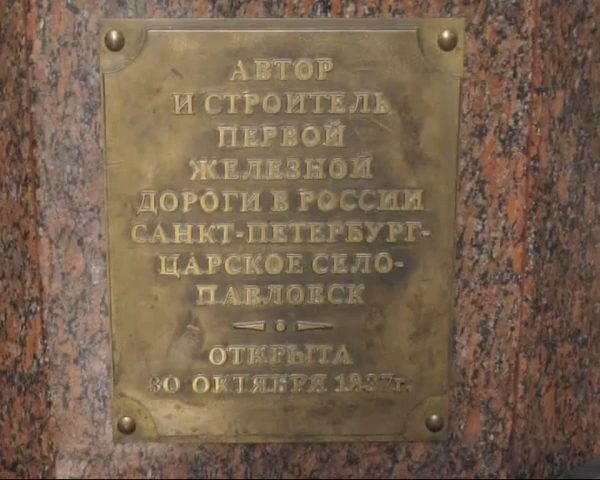 АВТОР
И СТРОИТЕЛЬ
ПЕРВОЙ
ЖЕЛЕЗНОЙ
ДОРОГИ В РОССИИ
САНКТ-ПЕТЕРБУРГ-
ЦАРСКОЕ СЕЛО-
ПАВЛОВСК
ОТКРЫТА
30 ОКТЯБРЯ 1837г.